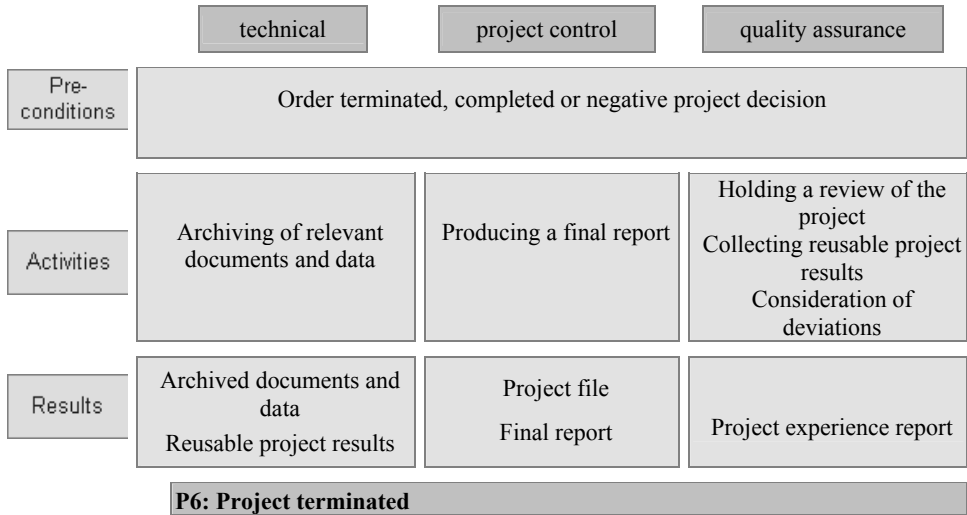 technical
project control
quality assurance
Pre-
conditions
Order terminated, completed or negative project decision
Activities
Archiving of relevant
documents and data
Producing a final report
Holding a review of the
project
Collecting reusable project
results
Consideration of
deviations
Results
Archived documents and
data
Reusable project results
Project file
Final report
Project experience report
P6: Project terminated